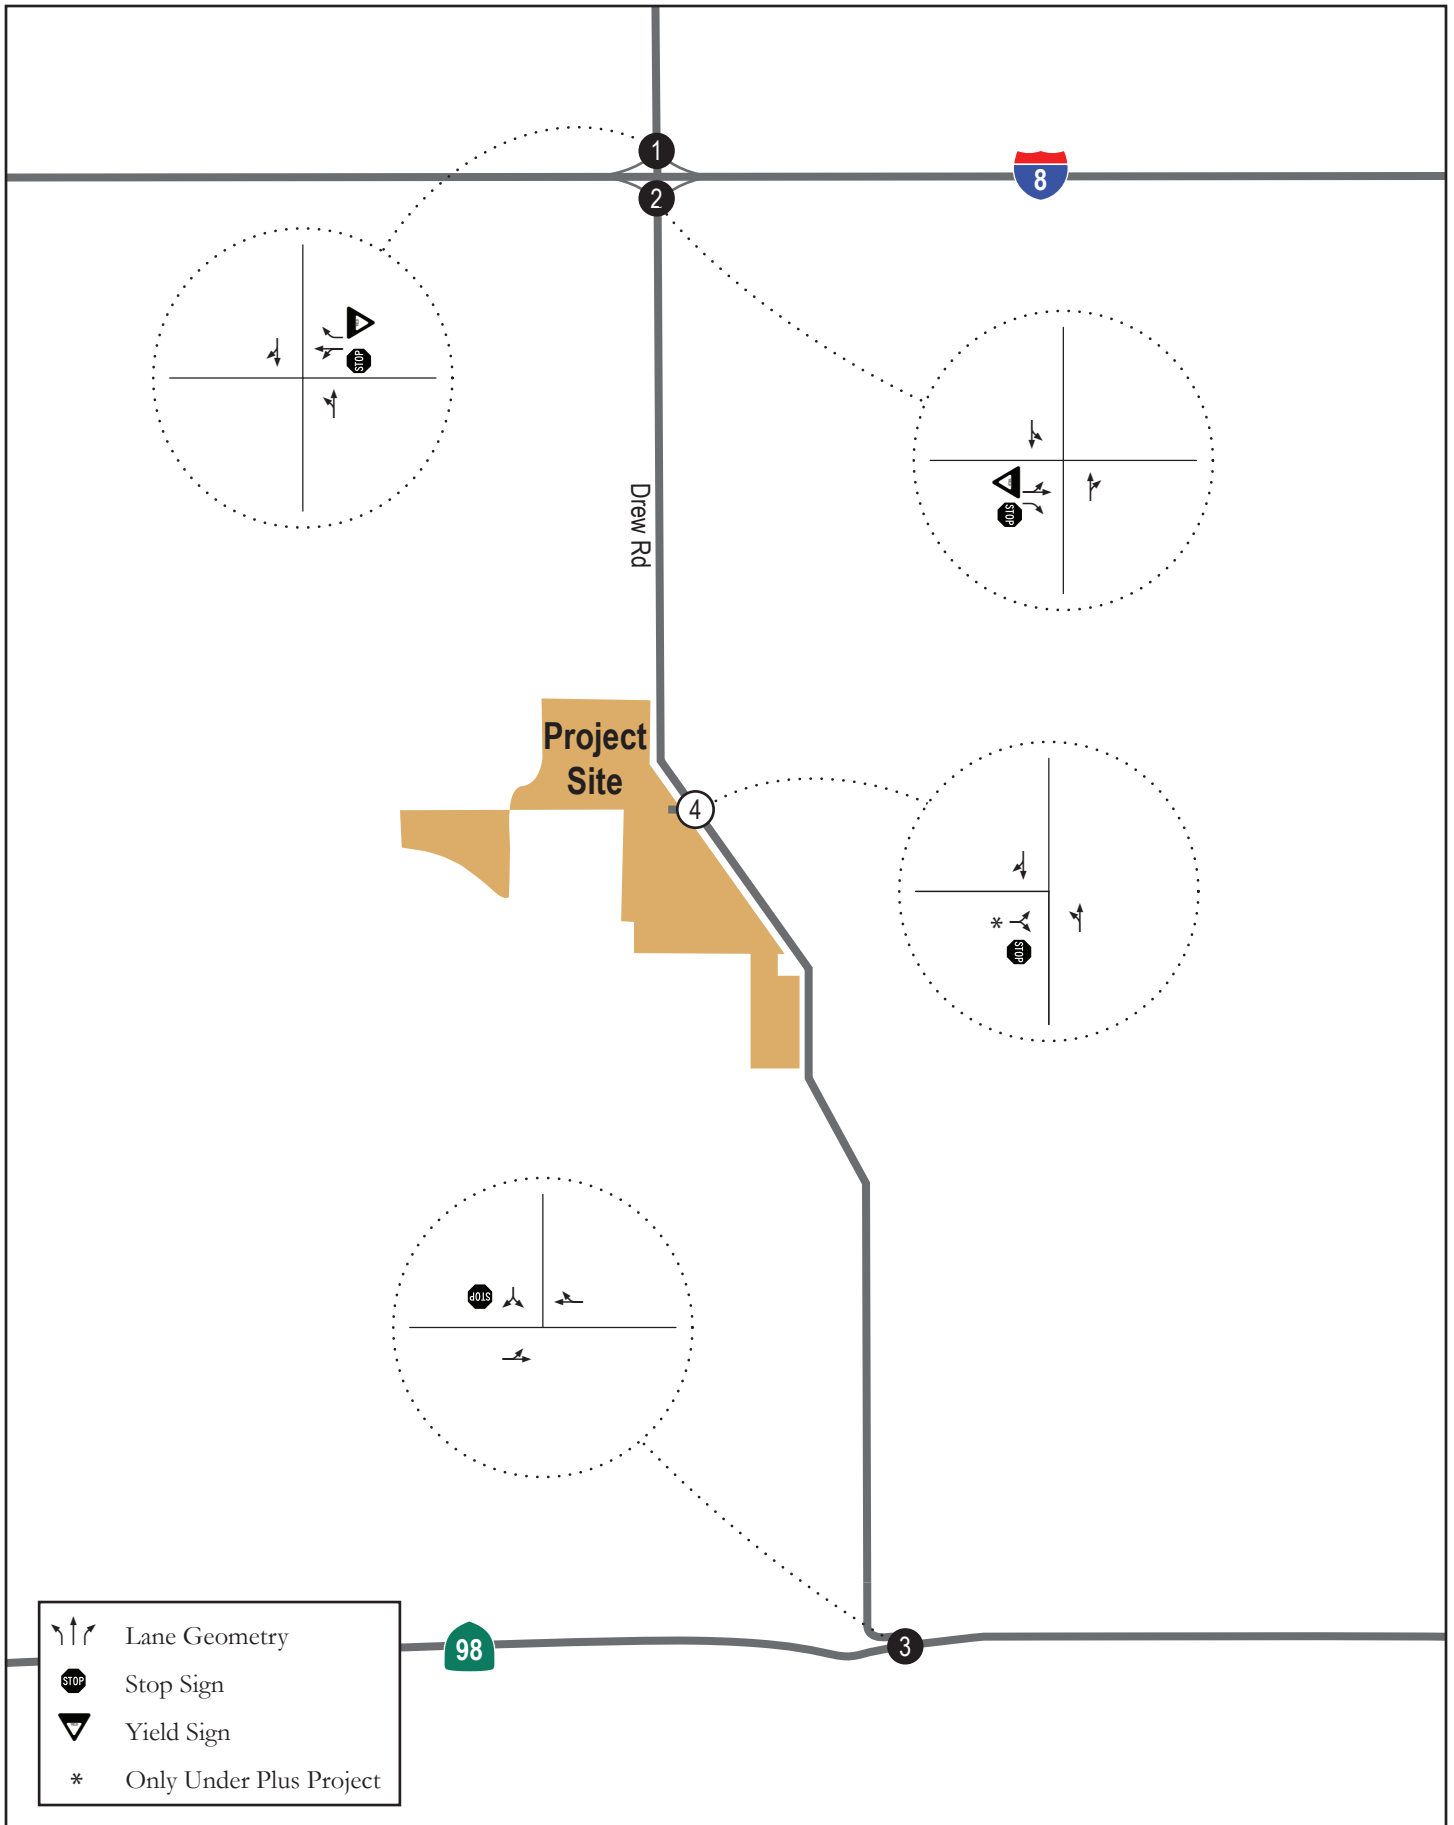 1
8
2
STOP
STOP
Drew Rd
Project
Site
4
*
STOP
STOP
98
3
Lane Geometry
STOP
Stop Sign
Yield Sign
* Only Under Plus Project